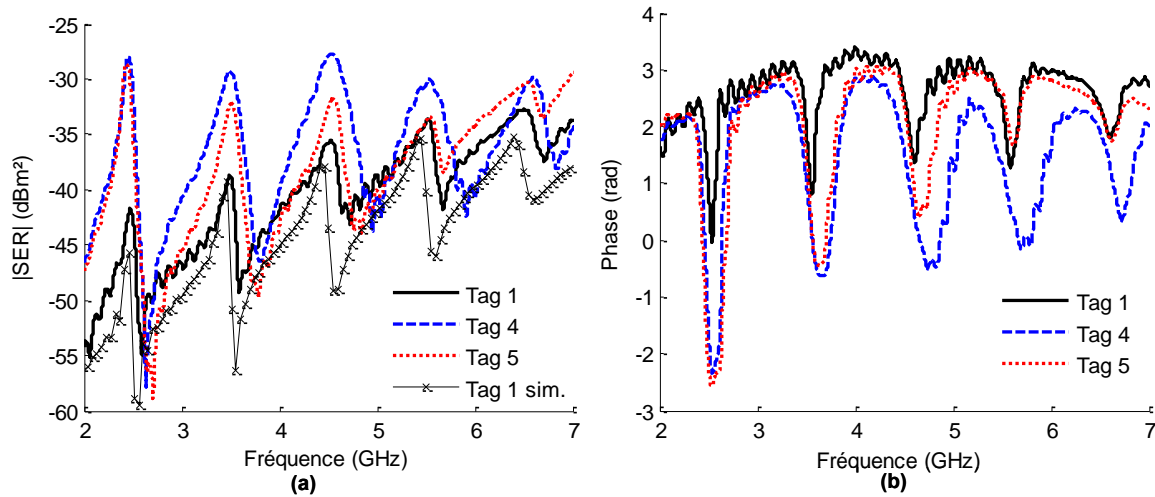 |SER| (dBm²)
-25
-30
-35
-40
-45
-50
-55
-60
2
3
4
5
6
7
Fréquence (GHz)
(a)
Tag 1
Tag 4
Tag 5
Tag 1 sim.
Phase (rad)
4
3
2
1
0
-1
-2
-3
2
3
4
5
6
7
Fréquence (GHz)
(b)
Tag 1
Tag 4
Tag 5